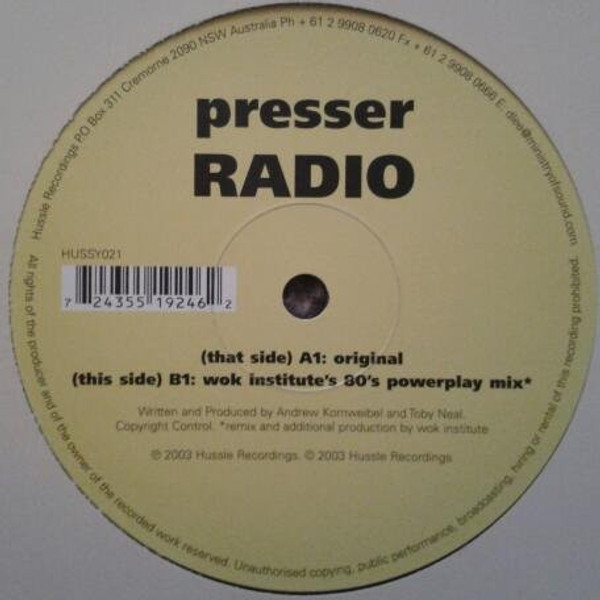 Hussle Recordings P.O Box 311 Cremorne 2090 NSW Australia Ph + 61 2 9908 0620 Fx + 61 2 9908 0666 E: @ministryofsound.com
presser
RADIO
HUSSY021
7 24355 19246 2
(that side) A1: original
(this side) B1: wok institute's 80's powerplay mix*
Written and Produced by Andrew Kornweibel and Toby Neal.
Copyright Control. *remix and additional production by wok institute
℗ 2003 Hussle Recordings. © 2003 Hussle Recordings
All rights of the producer and of the owner of the recorded work reserved. Unauthorised copying, public performance, broadcasting, hiring or rental of this recording prohibited.